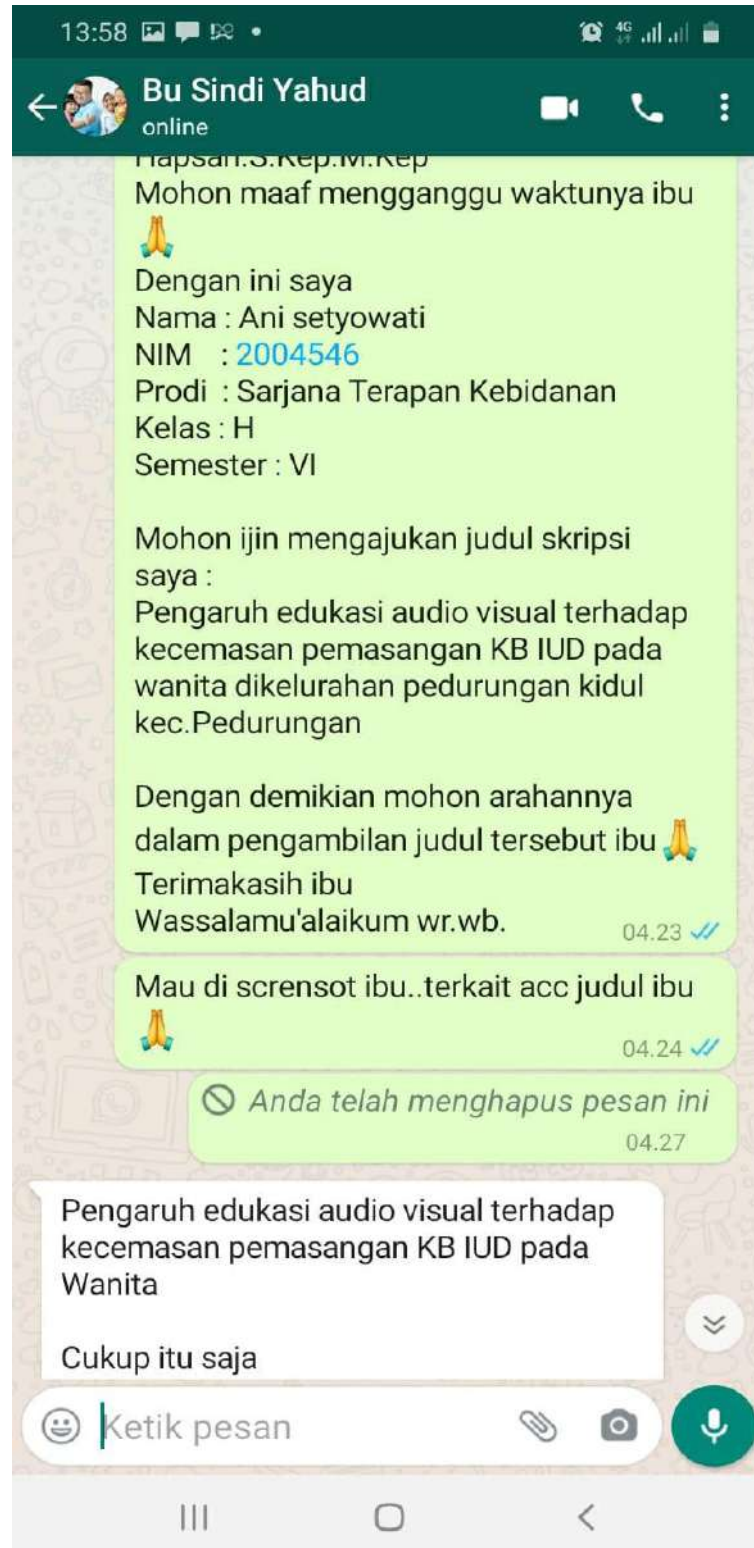 13:58
4G
Bu Sindi Yahud
online
Hapsari.S.Kep.M.Kep
Mohon maaf mengganggu waktunya ibu
🙏
Dengan ini saya
Nama : Ani setyowati
NIM : 2004546
Prodi : Sarjana Terapan Kebidanan
Kelas : H
Semester : VI
Mohon ijin mengajukan judul skripsi
saya :
Pengaruh edukasi audio visual terhadap
kecemasan pemasangan KB IUD pada
wanita dikelurahan pedurungan kidul
kec.Pedurungan
Dengan demikian mohon arahannya
dalam pengambilan judul tersebut ibu🙏
Terimakasih ibu
Wassalamu'alaikum wr.wb.
04.23
Mau di scrensot ibu..terkait acc judul ibu
🙏
04.24
Anda telah menghapus pesan ini
04.27
Pengaruh edukasi audio visual terhadap
kecemasan pemasangan KB IUD pada
Wanita
Cukup itu saja
Ketik pesan